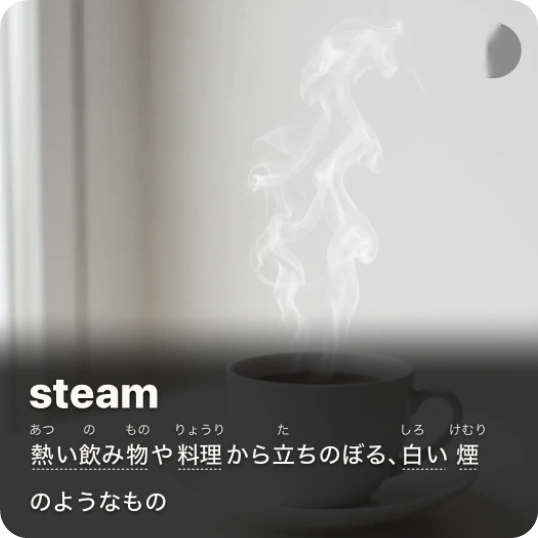 steam
あつ の もの りょうり た しろ けむり
熱い飲み物や料理から立ちのぼる、白い煙
のようなもの